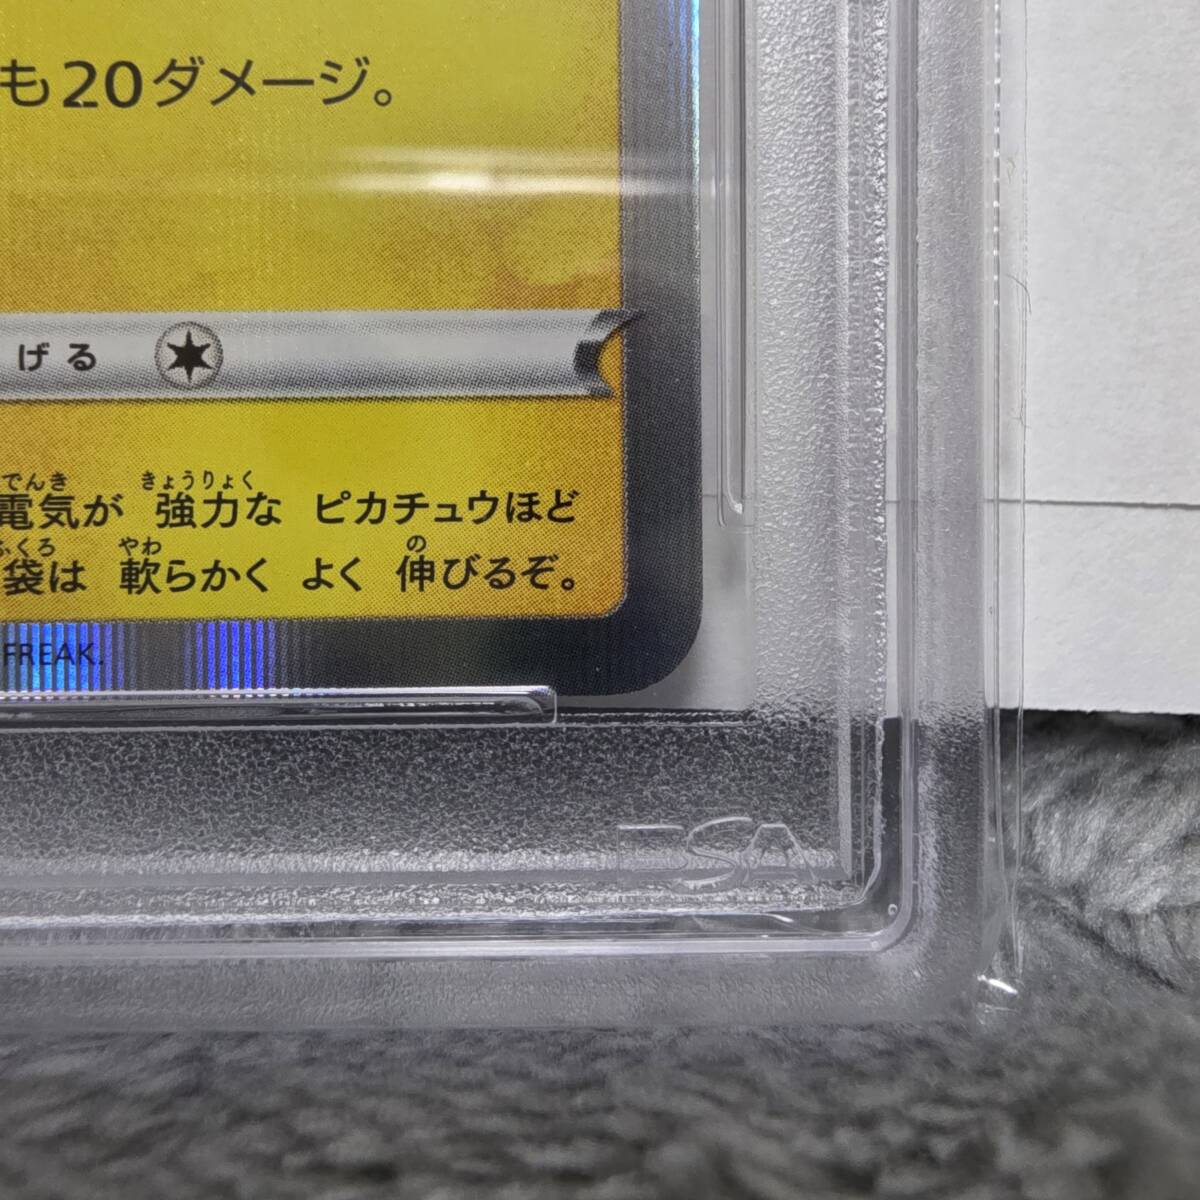 も20ダメージ。
げる
でんき きょうりょく
電気が 強力な ピカチュウほど
ふくろ やわ の
袋は 軟らかく よく 伸びるぞ。
FREAK.
PSA